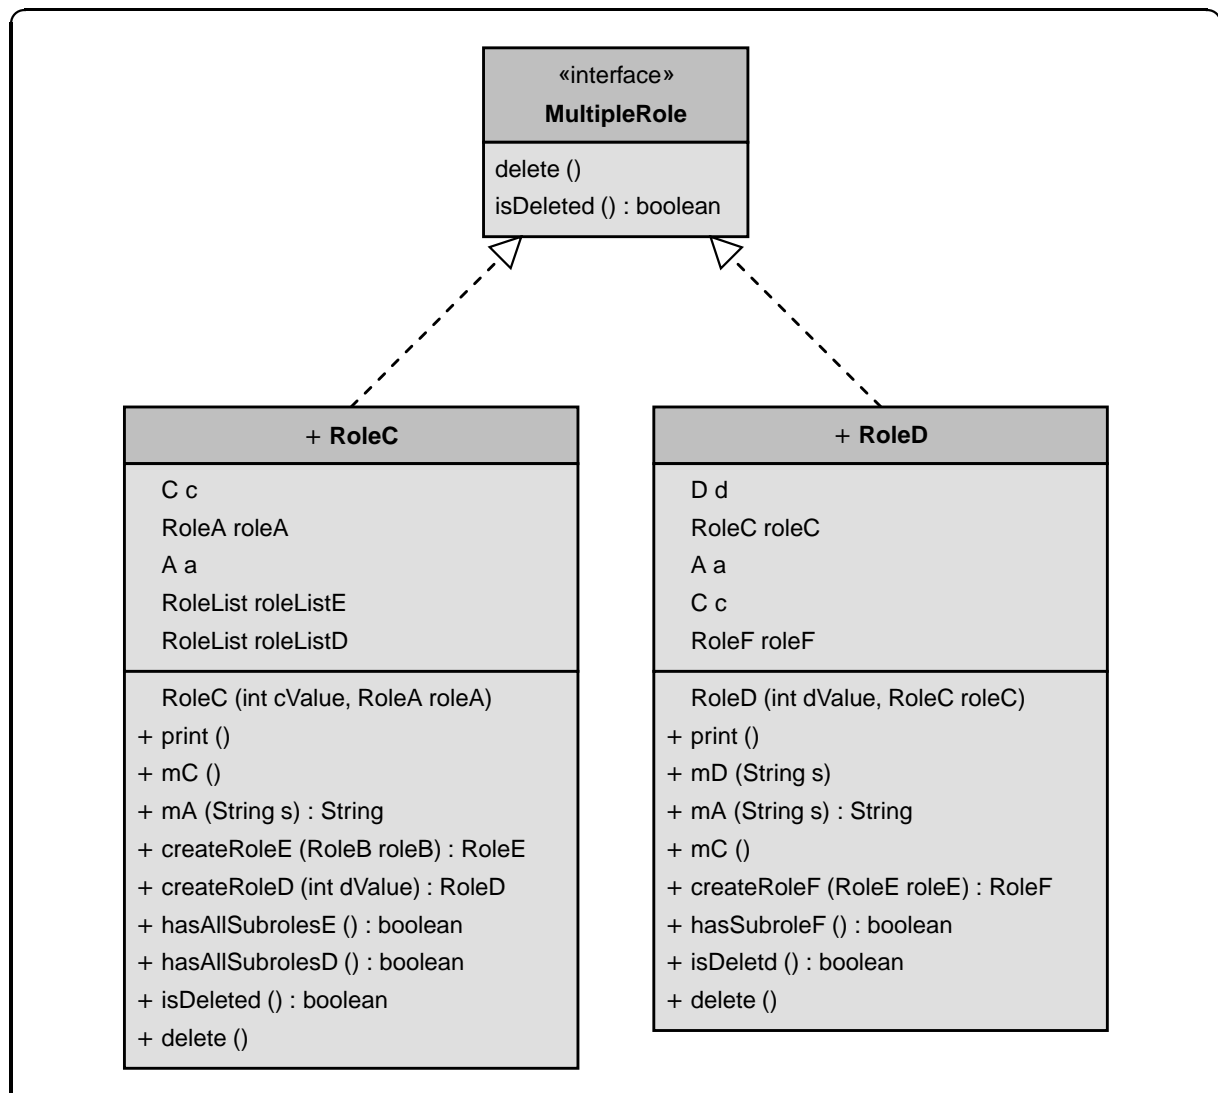 «interface»
MultipleRole
delete ()
isDeleted () : boolean
+ RoleC
C c
RoleA roleA
A a
RoleList roleListE
RoleList roleListD
RoleC (int cValue, RoleA roleA)
+ print ()
+ mC ()
+ mA (String s) : String
+ createRoleE (RoleB roleB) : RoleE
+ createRoleD (int dValue) : RoleD
+ hasAllSubrolesE () : boolean
+ hasAllSubrolesD () : boolean
+ isDeleted () : boolean
+ delete ()
+ RoleD
D d
RoleC roleC
A a
C c
RoleF roleF
RoleD (int dValue, RoleC roleC)
+ print ()
+ mD (String s)
+ mA (String s) : String
+ mC ()
+ createRoleF (RoleE roleE) : RoleF
+ hasSubroleF () : boolean
+ isDeletd () : boolean
+ delete ()